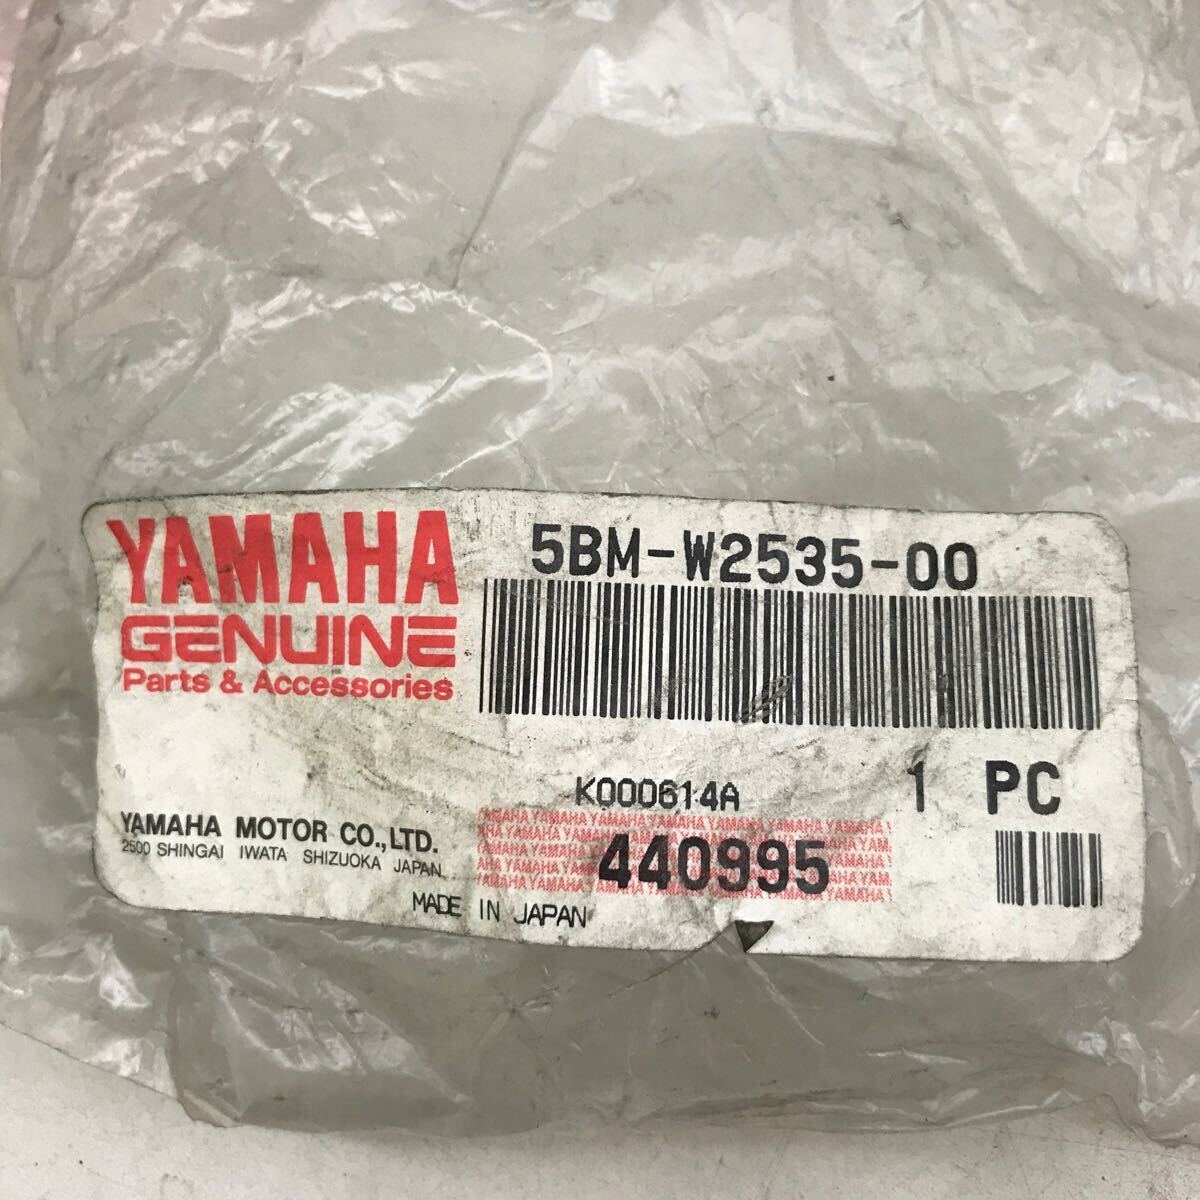 YAMAHA
GENUINE
Parts & Accessories
5BM-W2535-00
K000614A
1 PC
YAMAHA MOTOR CO.,LTD.
2500 SHINGAI IWATA SHIZUOKA JAPAN
440995
MADE IN JAPAN